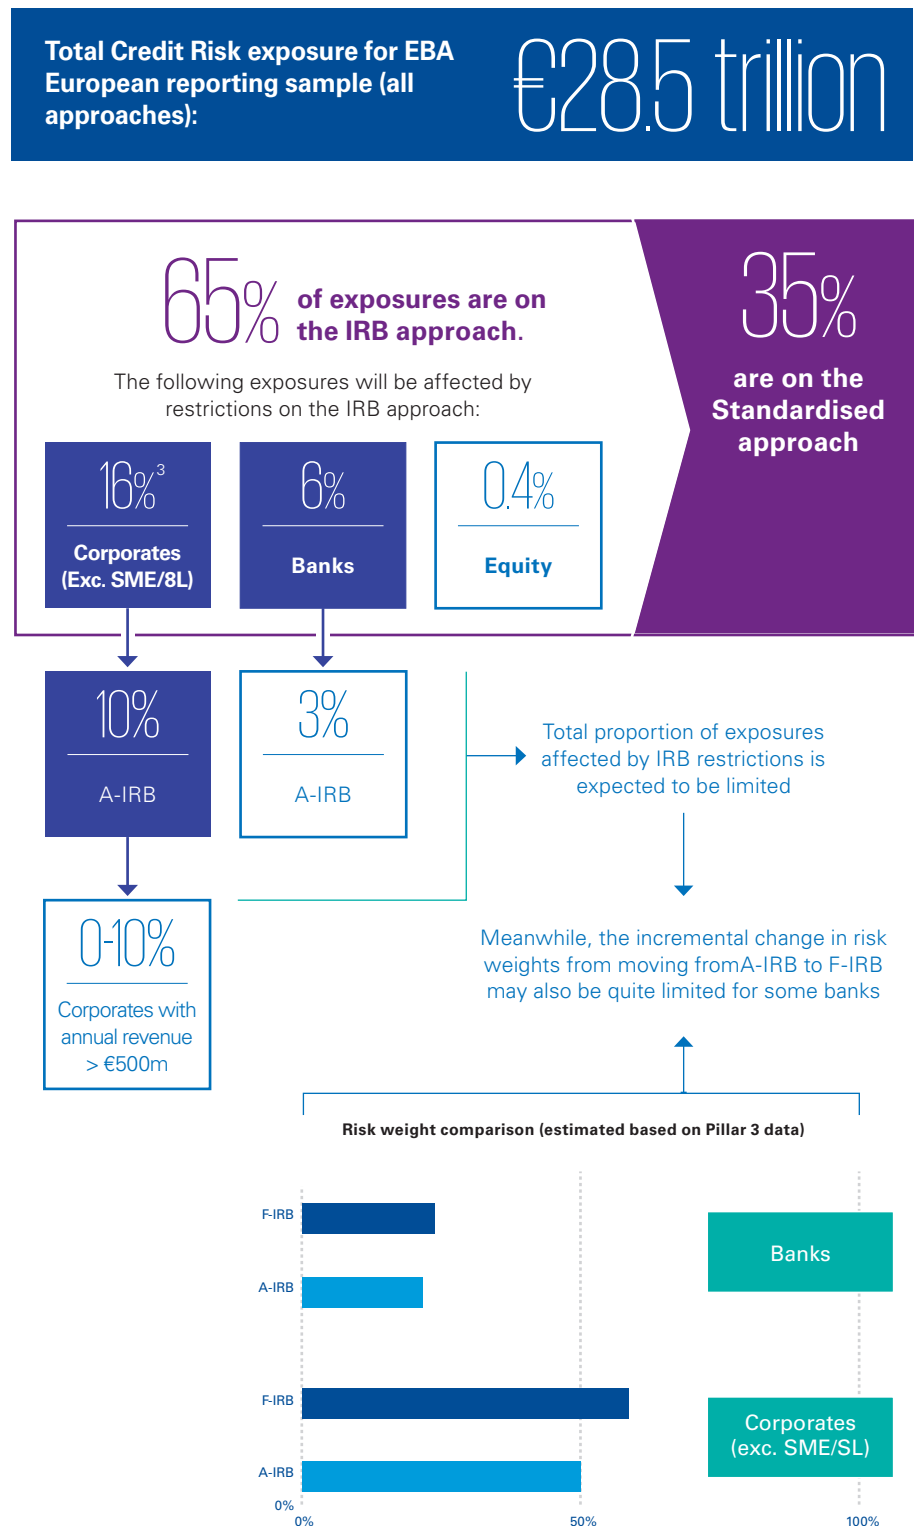 Total Credit Risk exposure for EBA
European reporting sample (all
approaches):
€28.5 trillion
65%
of exposures are on
the IRB approach.
The following exposures will be affected by
restrictions on the IRB approach:
35%
are on the
Standardised
approach
16%³
Corporates
(Exc. SME/8L)
6%
Banks
0.4%
Equity
10%
A-IRB
3%
A-IRB
0-10%
Corporates with
annual revenue
> €500m
Total proportion of exposures
affected by IRB restrictions is
expected to be limited
Meanwhile, the incremental change in risk
weights from moving fromA-IRB to F-IRB
may also be quite limited for some banks
Risk weight comparison (estimated based on Pillar 3 data)
F-IRB
A-IRB
Banks
F-IRB
A-IRB
Corporates
(exc. SME/SL)
0%
0%
50%
100%